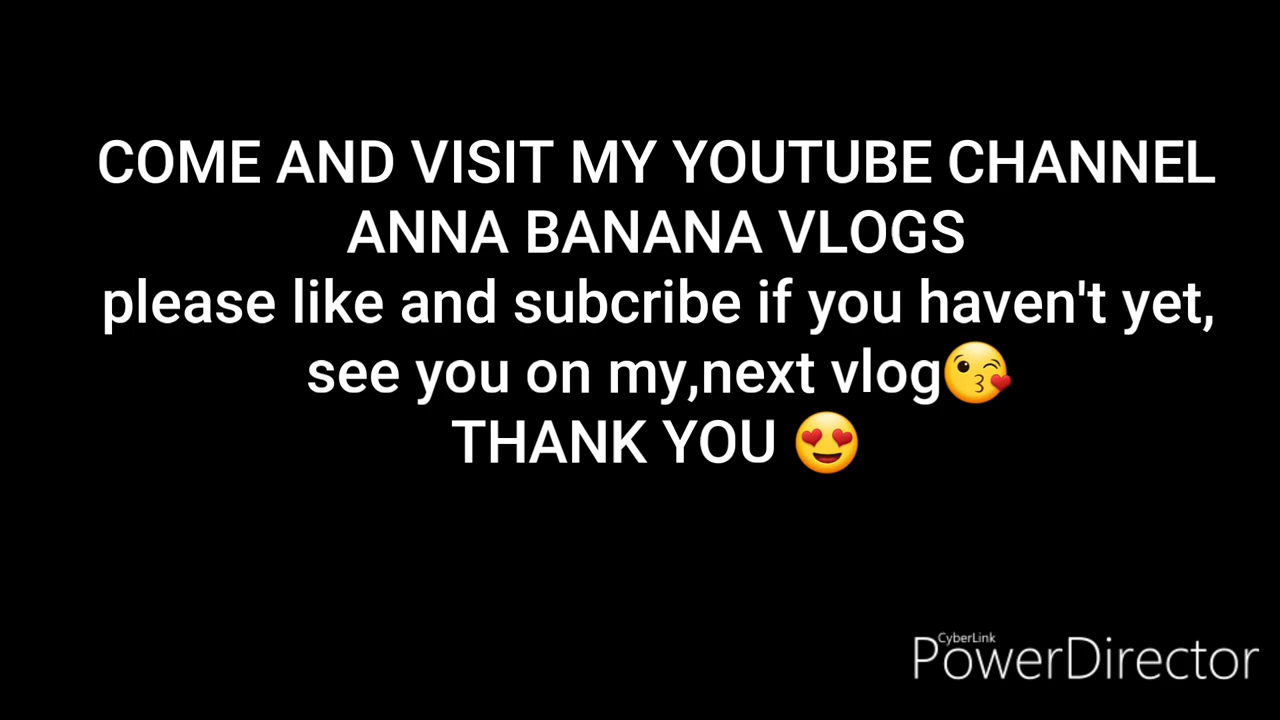 COME AND VISIT MY YOUTUBE CHANNEL
ANNA BANANA VLOGS
please like and subcribe if you haven't yet,
see you on my,next vlog😘
THANK YOU 😍
CyberLink
PowerDirector